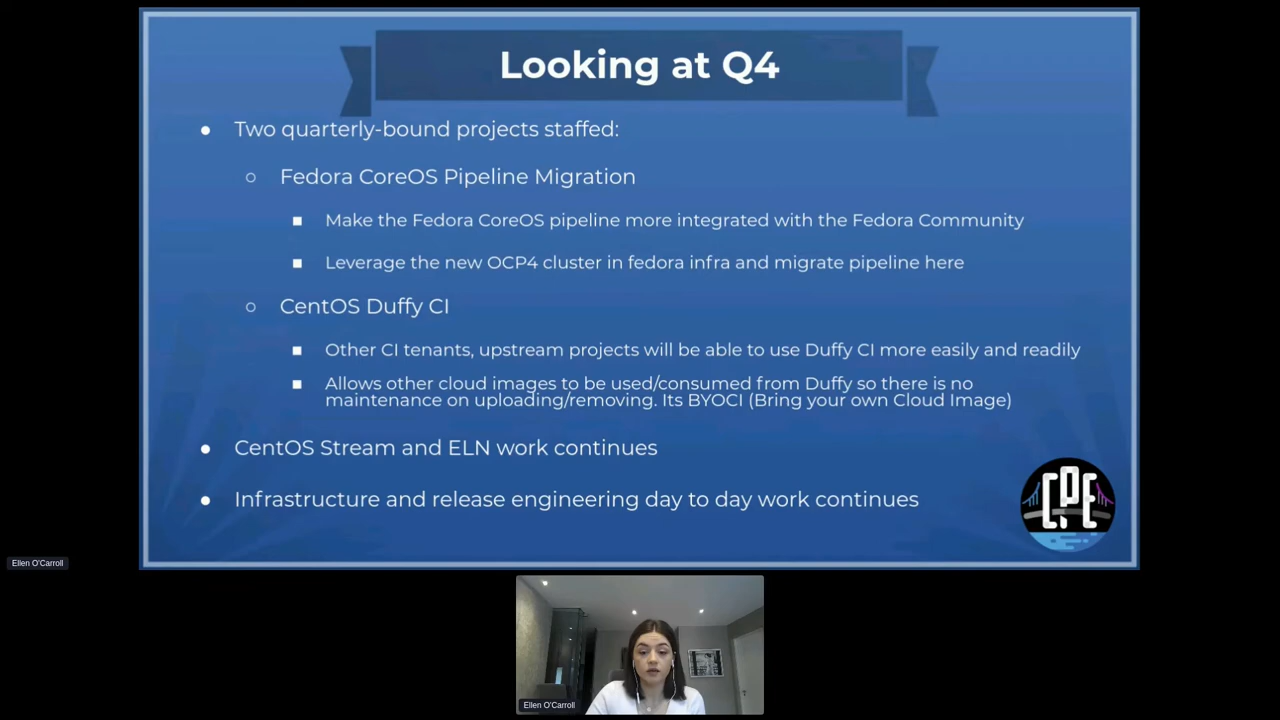 Looking at Q4
● Two quarterly-bound projects staffed:
○ Fedora CoreOS Pipeline Migration
■ Make the Fedora CoreOS pipeline more integrated with the Fedora Community
■ Leverage the new OCP4 cluster in fedora infra and migrate pipeline here
○ CentOS Duffy CI
■ Other CI tenants, upstream projects will be able to use Duffy CI more easily and readily
■ Allows other cloud images to be used/consumed from Duffy so there is no
maintenance on uploading/removing. Its BYOCI (Bring your own Cloud Image)
● CentOS Stream and ELN work continues
● Infrastructure and release engineering day to day work continues
CPE
Ellen O'Carroll
Ellen O'Carroll